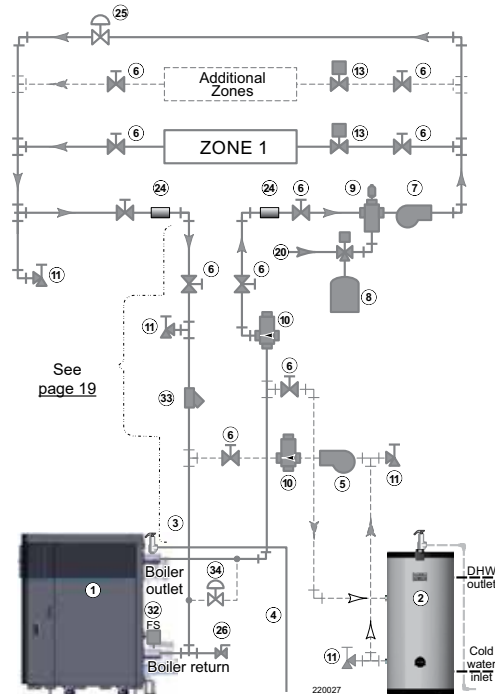 25
6
Additional
Zones
13
6
6
ZONE 1
13
6
24
24
6
9
7
20
6
6
8
11
11
10
See
page 19
6
33
6
10
5
11
3
Boiler
outlet
34
1
32
FS
4
26
Boiler return
2
DHW
outlet
11
Cold
water
inlet
220027